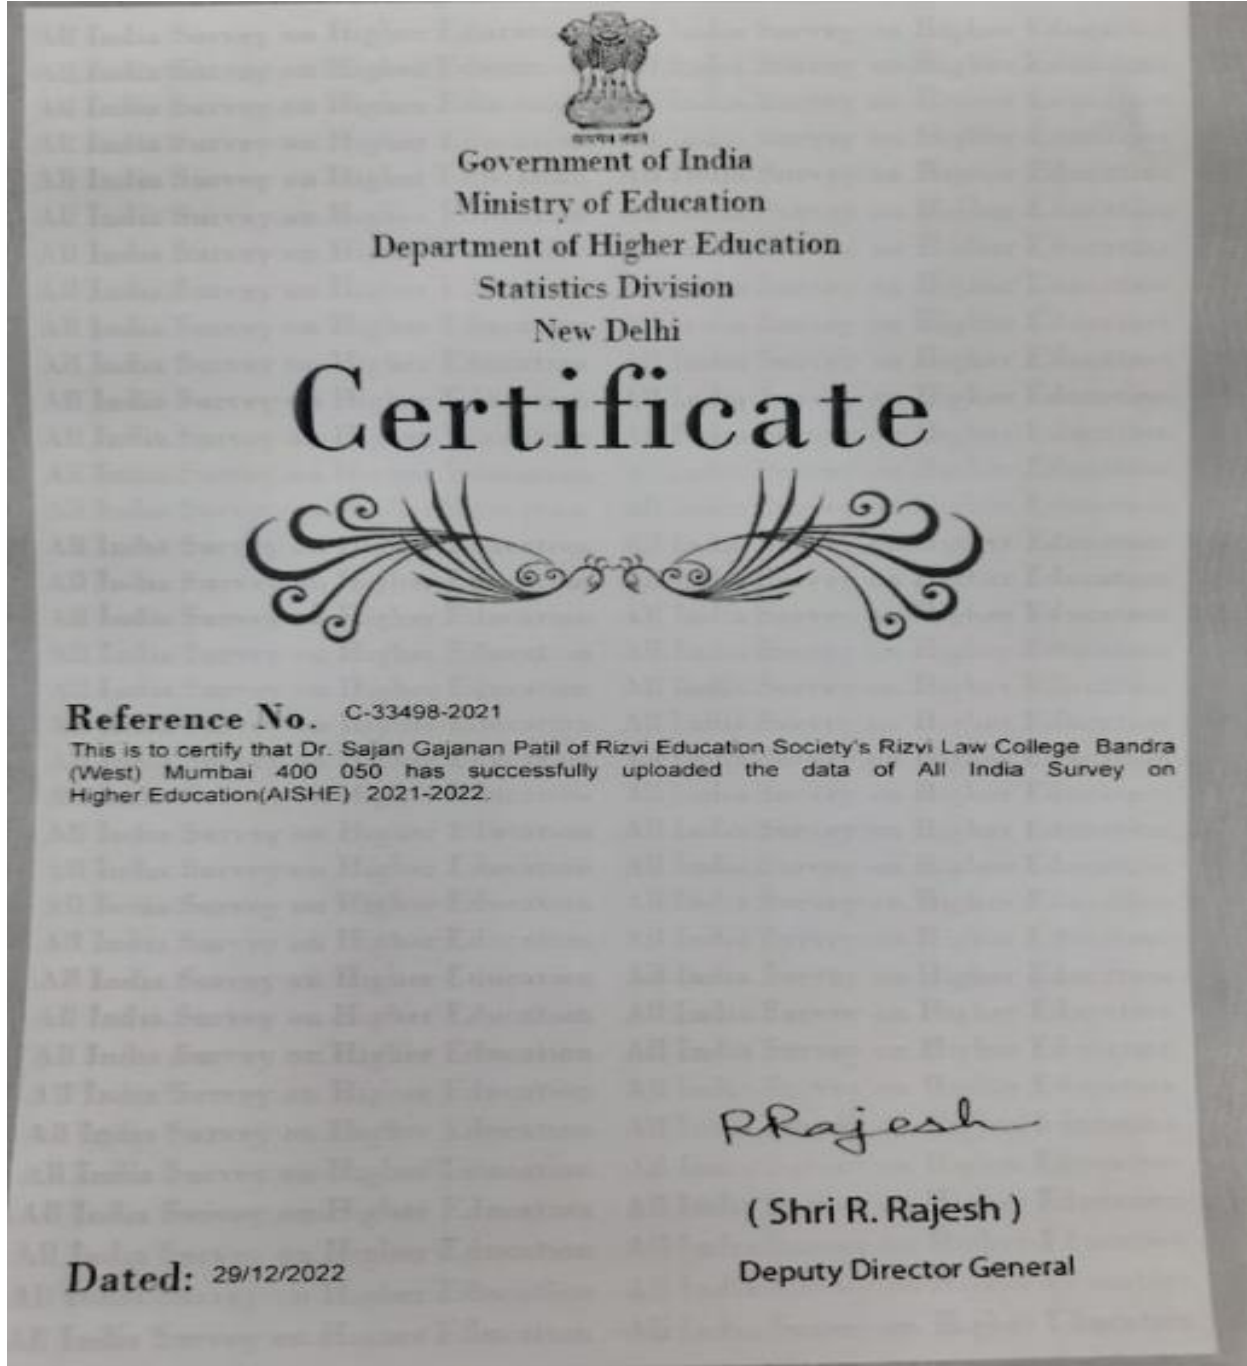 सत्यमेव जयते
Government of India
Ministry of Education
Department of Higher Education
Statistics Division
New Delhi
Certificate
Reference No. C-33498-2021
This is to certify that Dr. Sajan Gajanan Patil of Rizvi Education Society's Rizvi Law College Bandra
(West) Mumbai 400 050 has successfully uploaded the data of All India Survey on
Higher Education(AISHE) 2021-2022.
RRajesh
( Shri R. Rajesh )
Dated: 29/12/2022
Deputy Director General